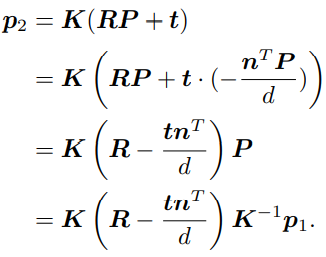 p₂ = K(RP + t)
= K(RP + t · (−nᵀP/d))
= K(R − tnᵀ/d)P
= K(R − tnᵀ/d)K⁻¹p₁.